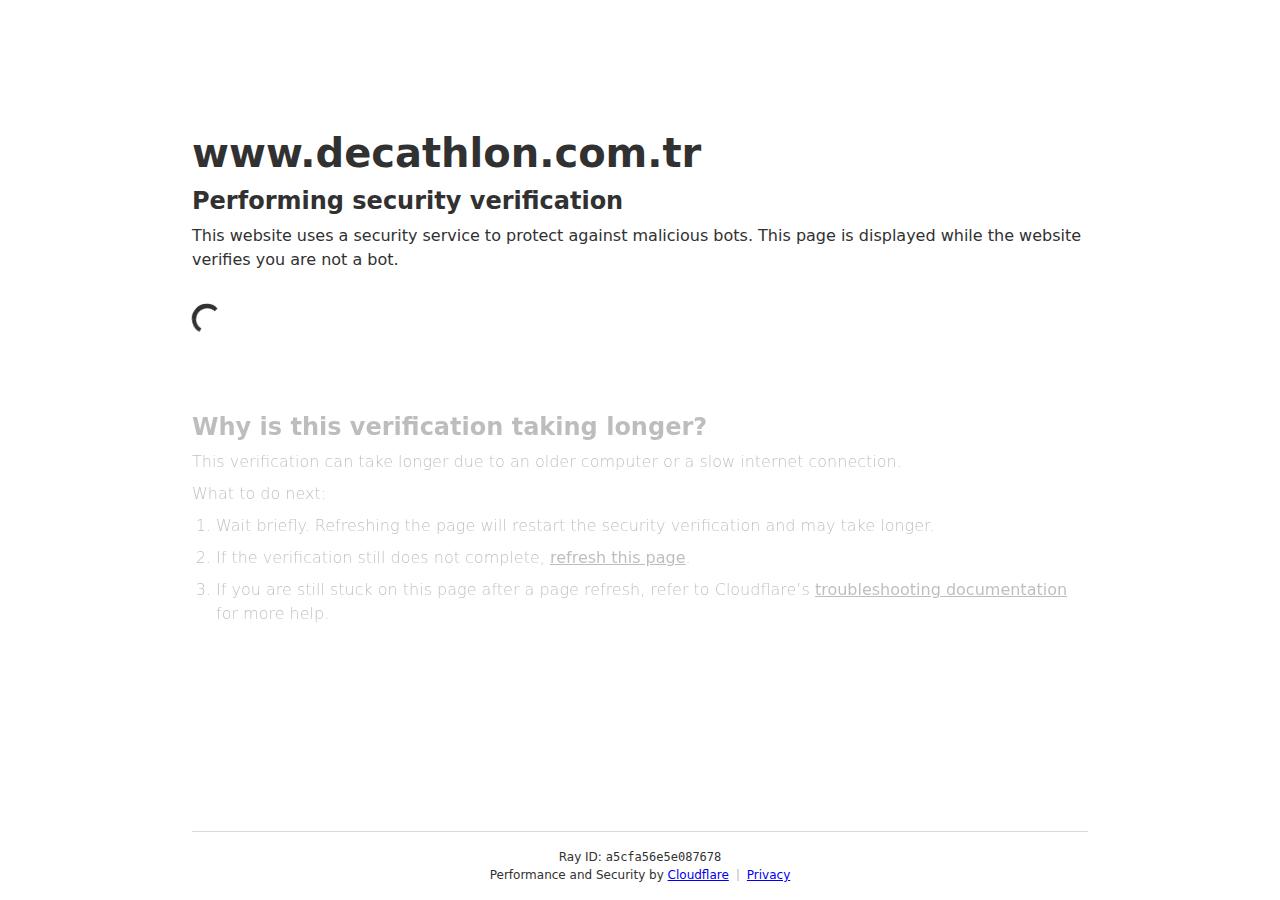 www.decathlon.com.tr
Performing security verification
This website uses a security service to protect against malicious bots. This page is displayed while the website
verifies you are not a bot.
Why is this verification taking longer?
This verification can take longer due to an older computer or a slow internet connection.
What to do next:
1. Wait briefly. Refreshing the page will restart the security verification and may take longer.
2. If the verification still does not complete, refresh this page.
3. If you are still stuck on this page after a page refresh, refer to Cloudflare's troubleshooting documentation
for more help.
Ray ID: a5cfa56e5e087678
Performance and Security by Cloudflare | Privacy